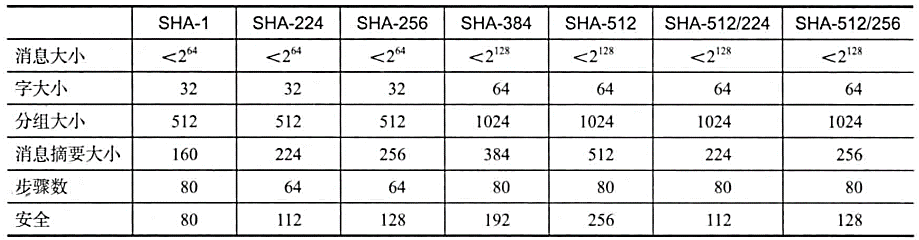 SHA-1 SHA-224 SHA-256 SHA-384 SHA-512 SHA-512/224 SHA-512/256
消息大小 <2^64 <2^64 <2^64 <2^128 <2^128 <2^128 <2^128
字大小 32 32 32 64 64 64 64
分组大小 512 512 512 1024 1024 1024 1024
消息摘要大小 160 224 256 384 512 224 256
步骤数 80 64 64 80 80 80 80
安全 80 112 128 192 256 112 128